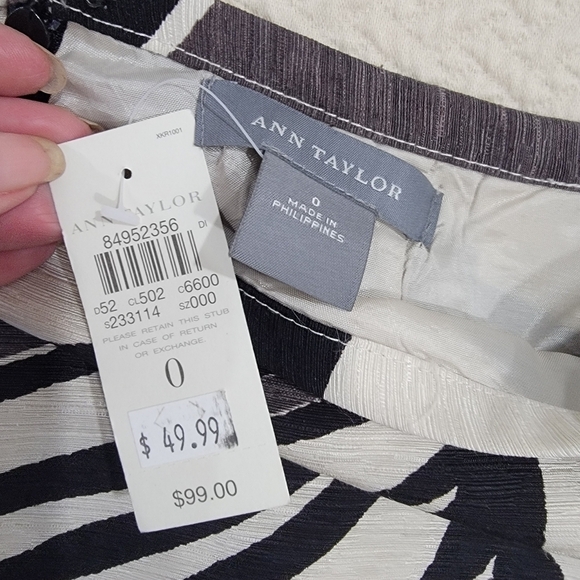 XKR1001
ANN TAYLOR
84952356
DI
D52 CL502 C6600
S233114 SZ000
PLEASE RETAIN THIS STUB
IN CASE OF RETURN
OR EXCHANGE
0
$ 49.99
$99.00
ANN TAYLOR
0
MADE IN
PHILIPPINES